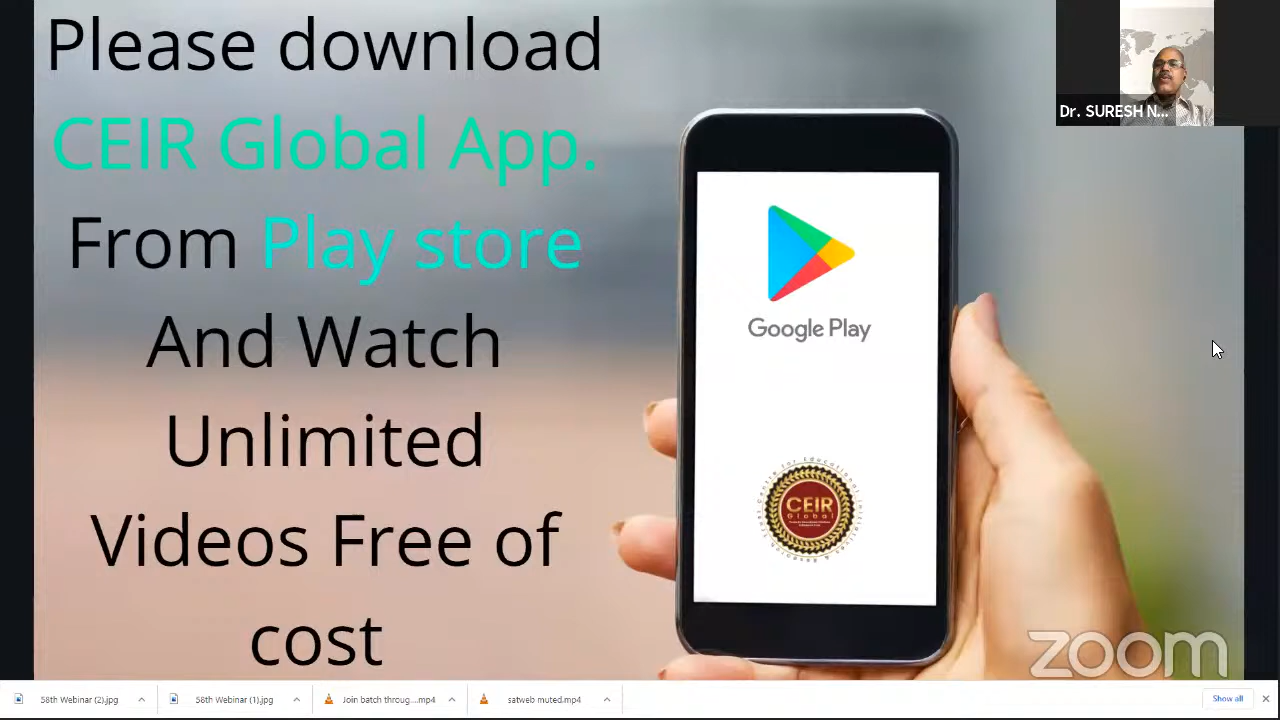 Please download
CEIR Global App.
From Play store
And Watch
Unlimited
Videos Free of
cost
Google Play
CEIR
Global
Dr. SURESH N...
zoom
58th Webinar (2).jpg
58th Webinar (1).jpg
Join batch throug....mp4
satweb muted.mp4
Show all